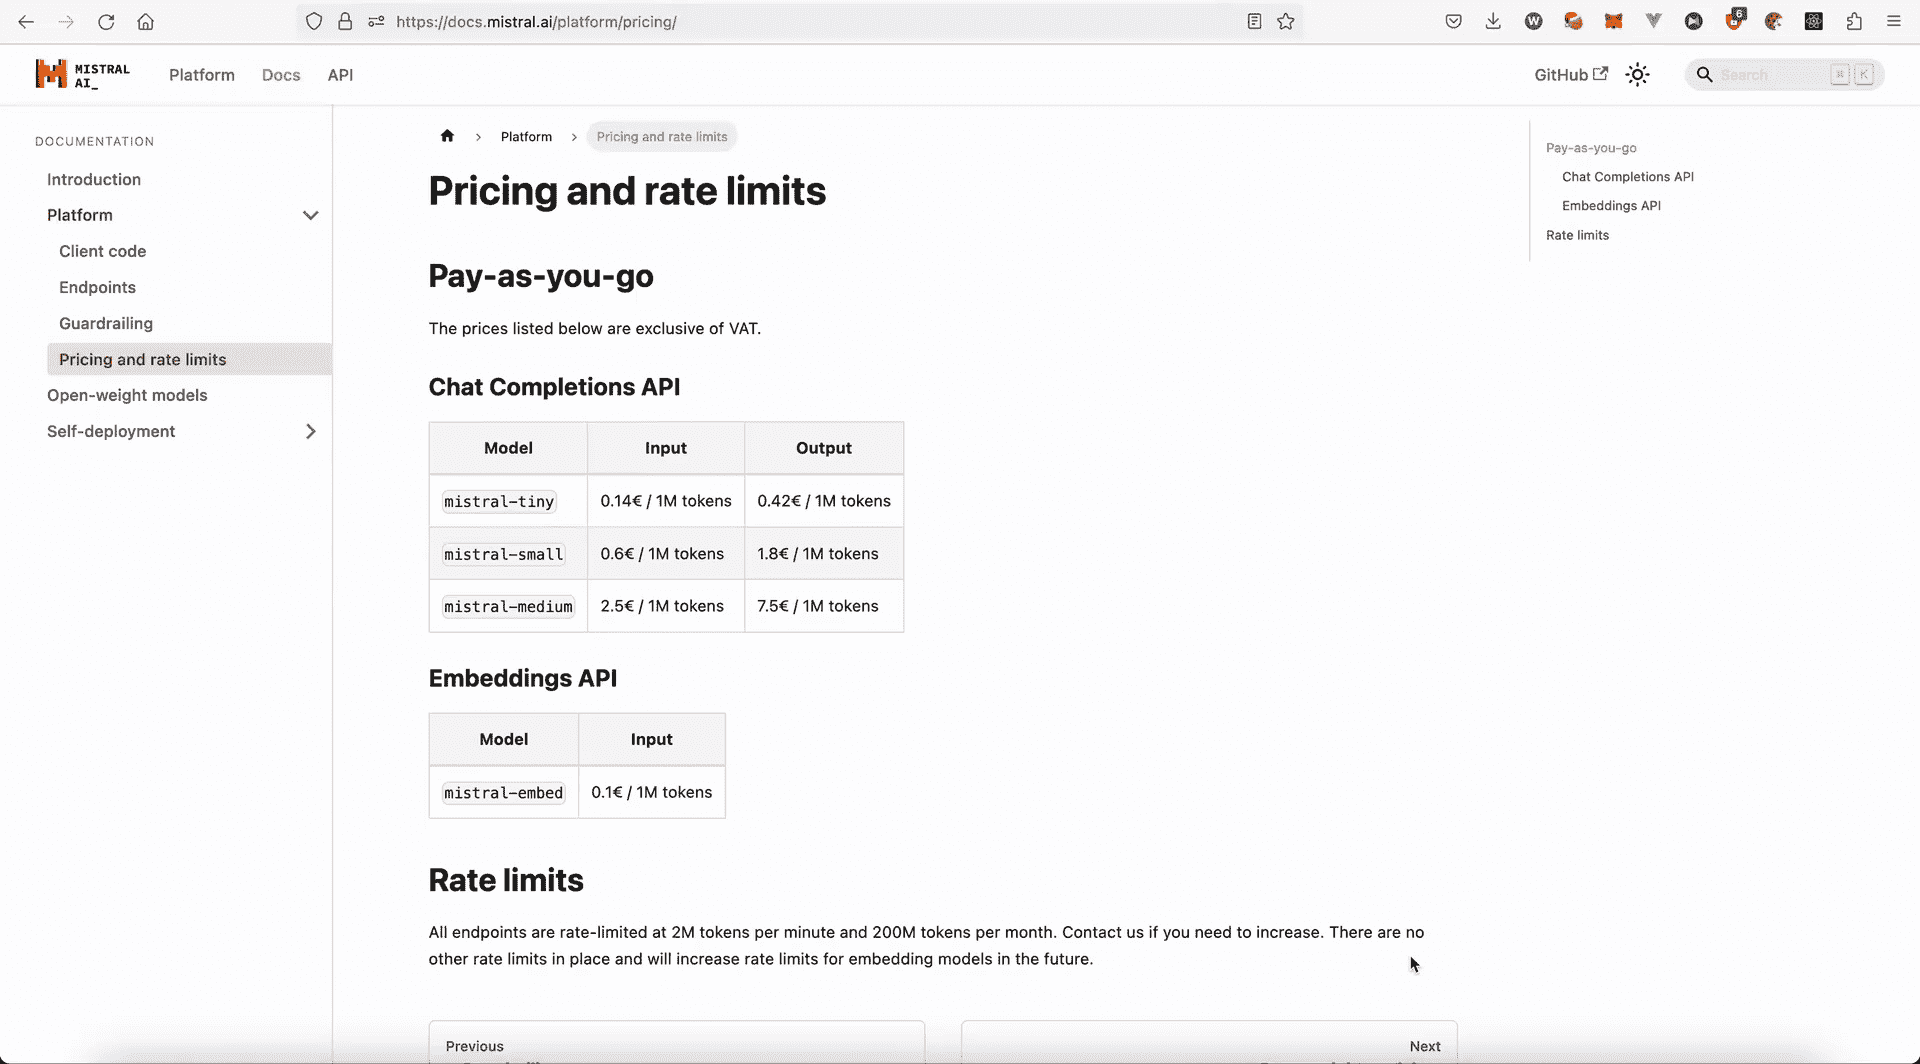 https://docs.mistral.ai/platform/pricing/
W
6
MISTRAL
AI_
Platform
Docs
API
GitHub
Search
⌘ K
DOCUMENTATION
Introduction
Platform
Client code
Endpoints
Guardrailing
Pricing and rate limits
Open-weight models
Self-deployment
Platform
Pricing and rate limits
Pricing and rate limits
Pay-as-you-go
The prices listed below are exclusive of VAT.
Chat Completions API
Model Input Output
mistral-tiny 0.14€ / 1M tokens 0.42€ / 1M tokens
mistral-small 0.6€ / 1M tokens 1.8€ / 1M tokens
mistral-medium 2.5€ / 1M tokens 7.5€ / 1M tokens
Embeddings API
Model Input
mistral-embed 0.1€ / 1M tokens
Rate limits
All endpoints are rate-limited at 2M tokens per minute and 200M tokens per month. Contact us if you need to increase. There are no
other rate limits in place and will increase rate limits for embedding models in the future.
Previous
Next
Pay-as-you-go
Chat Completions API
Embeddings API
Rate limits